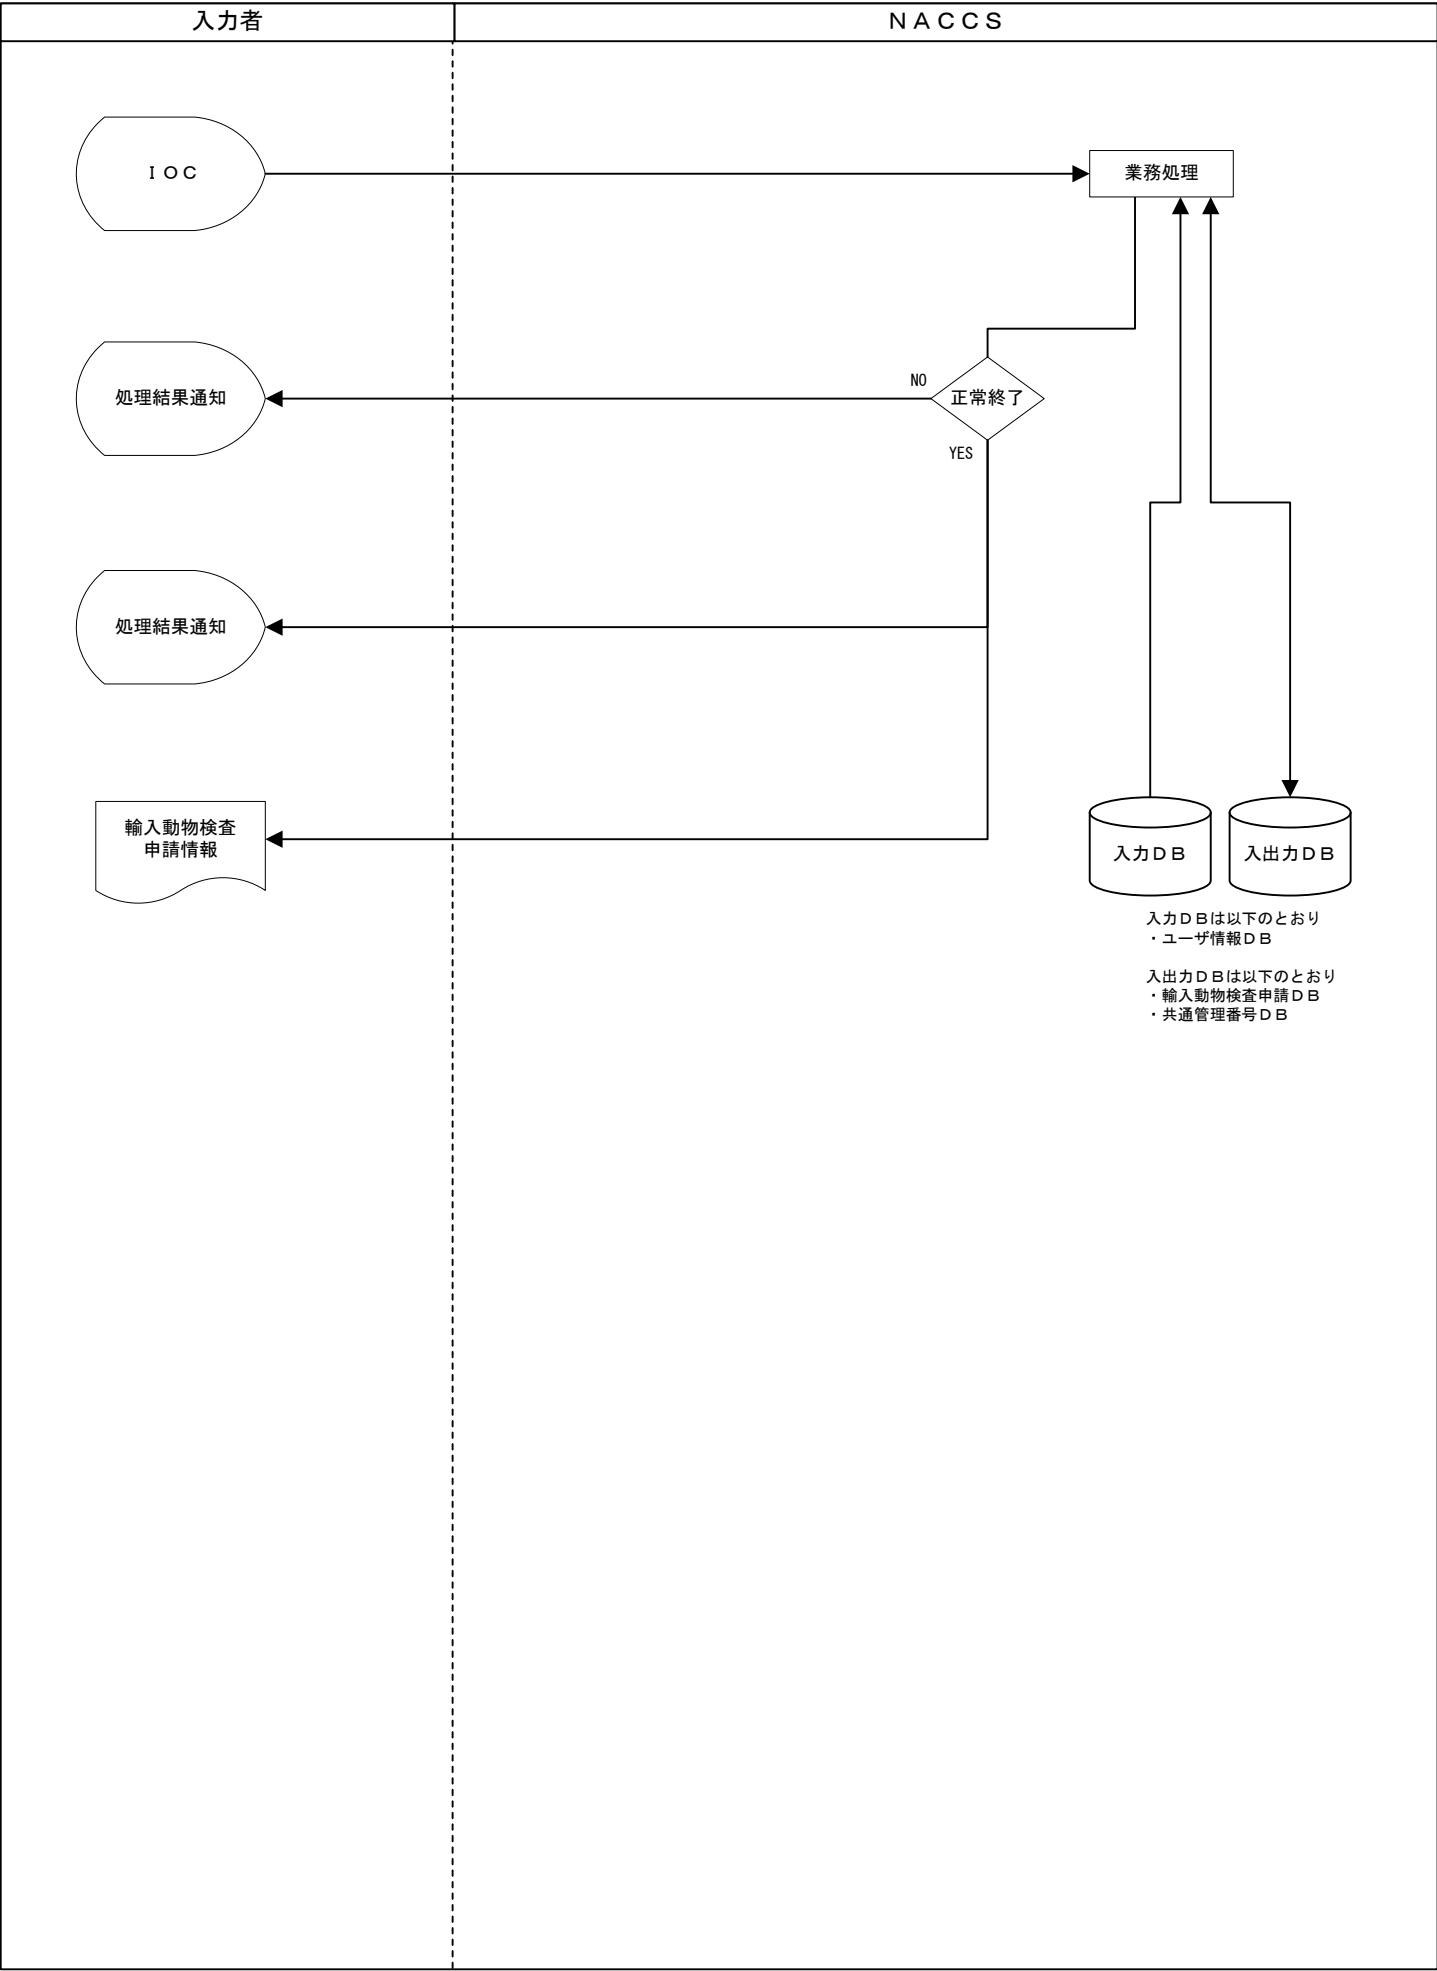 入力者
ＮＡＣＣＳ
ＩＯＣ
業務処理
処理結果通知
NO
正常終了
YES
処理結果通知
輸入動物検査
申請情報
入力ＤＢ
入出力ＤＢ
入力ＤＢは以下のとおり
・ユーザ情報ＤＢ
入出力ＤＢは以下のとおり
・輸入動物検査申請ＤＢ
・共通管理番号ＤＢ